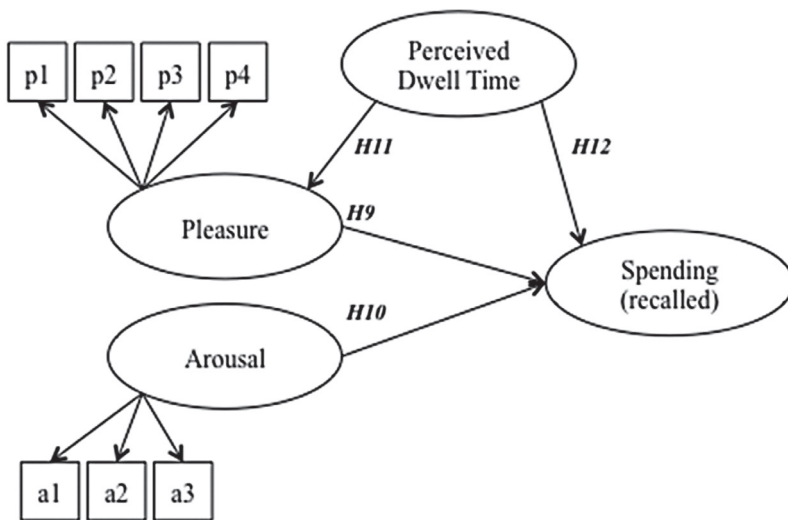 p1 p2 p3 p4
Perceived
Dwell Time
H11
H12
Pleasure
H9
Spending
(recalled)
H10
Arousal
a1 a2 a3